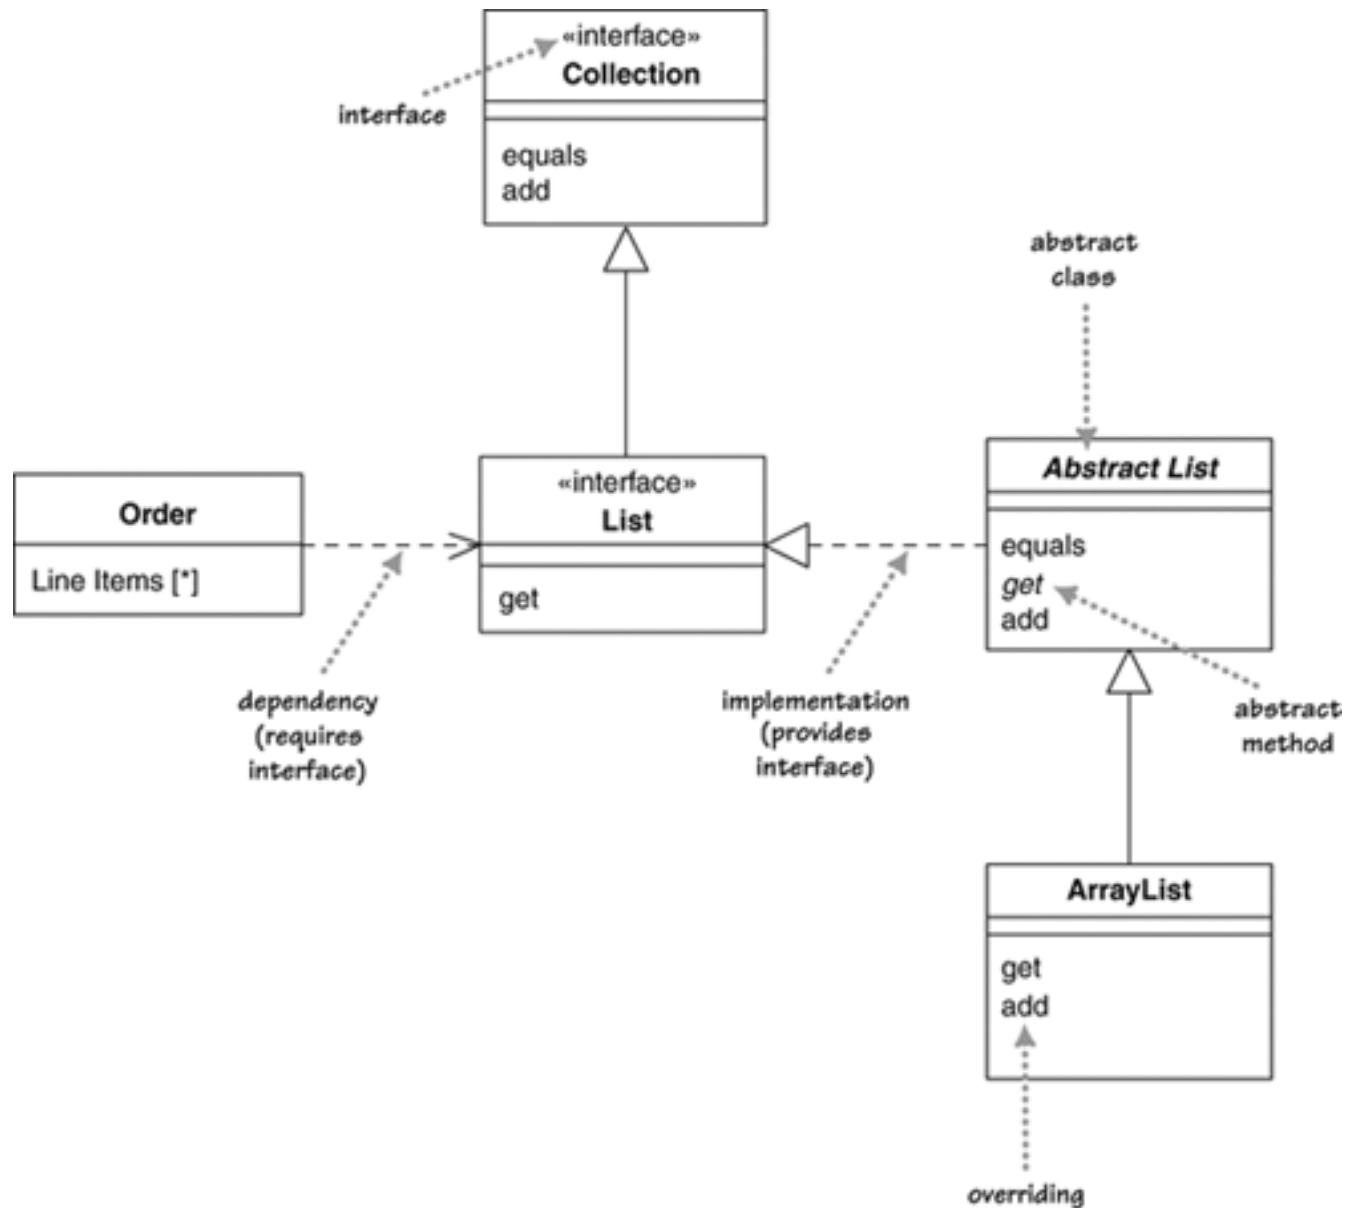 «interface»
Collection
interface
equals
add
abstract
class
Abstract List
equals
get
add
Order
Line Items [*]
«interface»
List
get
dependency
(requires
interface)
implementation
(provides
interface)
abstract
method
ArrayList
get
add
overriding